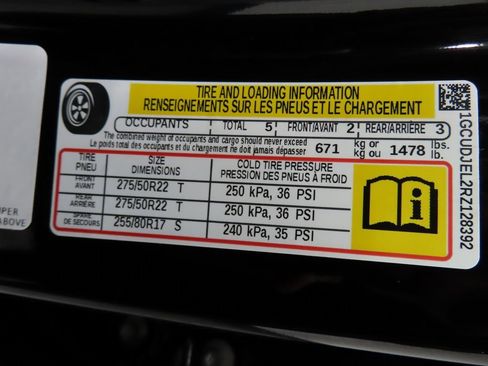 TIRE AND LOADING INFORMATION
RENSEIGNEMENTS SUR LES PNEUS ET LE CHARGEMENT
OCCUPANTS TOTAL 5 FRONT/AVANT 2 REAR/ARRIÈRE 3
The combined weight of occupants and cargo should never exceed 671 kg or 1478 lbs.
Le poids total des occupants et du chargement ne doit jamais dépasser kg ou lb.
TIRE SIZE COLD TIRE PRESSURE
PNEU DIMENSIONS PRESSION DES PNEUS À FROID
FRONT
AVANT 275/50R22 T 250 kPa, 36 PSI
REAR
ARRIÈRE 275/50R22 T 250 kPa, 36 PSI
SPARE
DE SECOURS 255/80R17 S 240 kPa, 35 PSI
1GCUDJEL2RZ128392
UPER
ABOVE